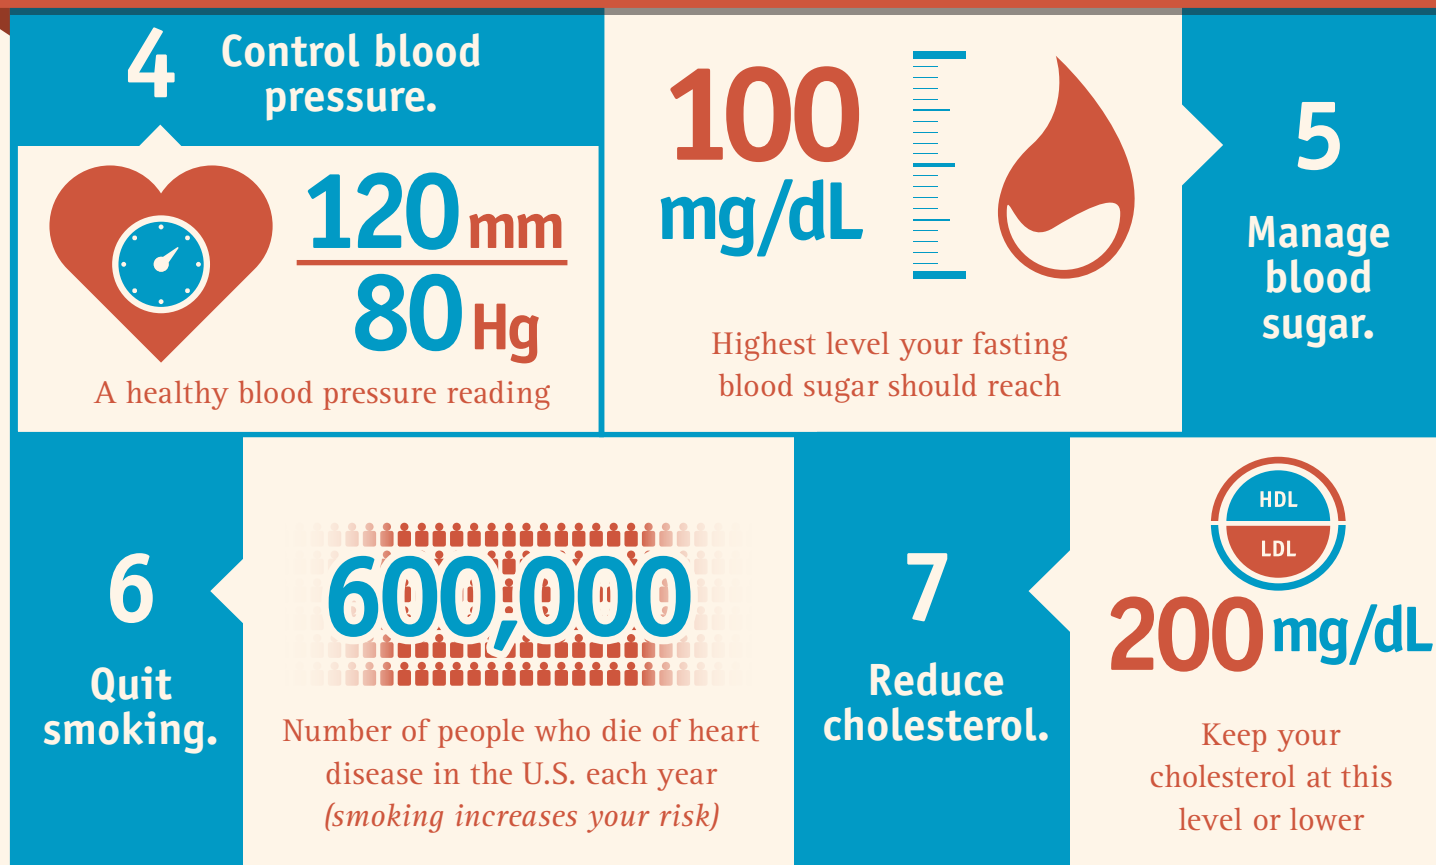 4
Control blood
pressure.
120 mm
80 Hg
A healthy blood pressure reading
100
mg/dL
Highest level your fasting
blood sugar should reach
5
Manage
blood
sugar.
6
Quit
smoking.
600,000
Number of people who die of heart
disease in the U.S. each year
(smoking increases your risk)
7
Reduce
cholesterol.
HDL
LDL
200 mg/dL
Keep your
cholesterol at this
level or lower